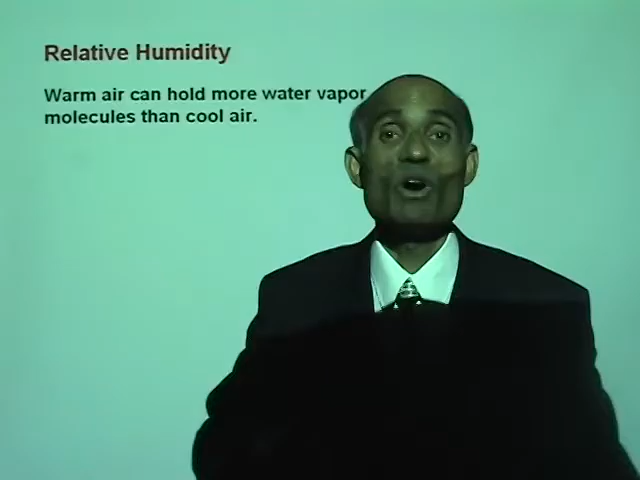 Relative Humidity
Warm air can hold more water vapor
molecules than cool air.